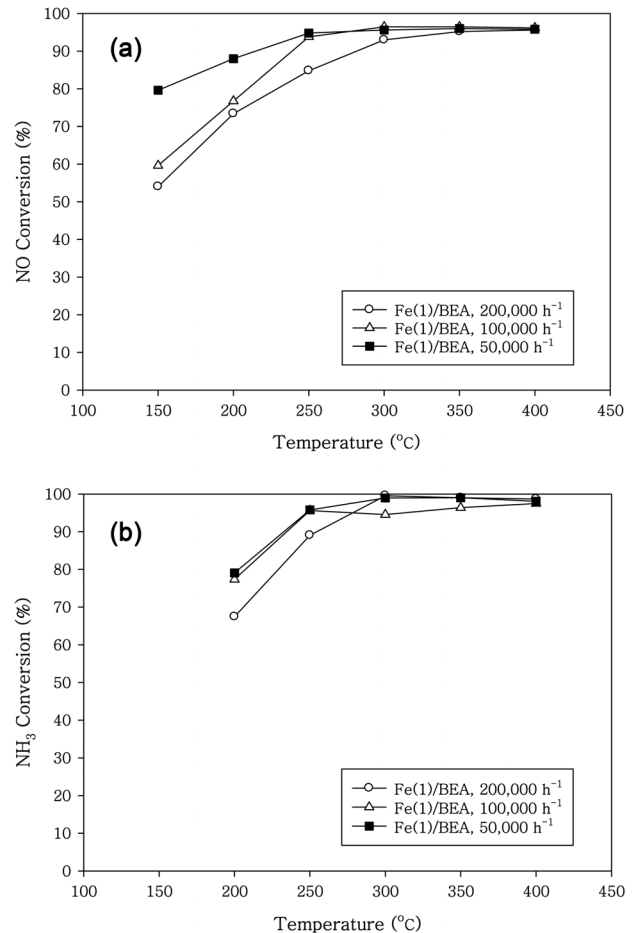 (a)
NO Conversion (%)
100
90
80
70
60
50
40
30
20
10
0
Fe(1)/BEA, 200,000 h⁻¹
Fe(1)/BEA, 100,000 h⁻¹
Fe(1)/BEA, 50,000 h⁻¹
100 150 200 250 300 350 400 450
Temperature (°C)
(b)
NH₃ Conversion (%)
100
90
80
70
60
50
40
30
20
10
0
Fe(1)/BEA, 200,000 h⁻¹
Fe(1)/BEA, 100,000 h⁻¹
Fe(1)/BEA, 50,000 h⁻¹
100 150 200 250 300 350 400 450
Temperature (°C)